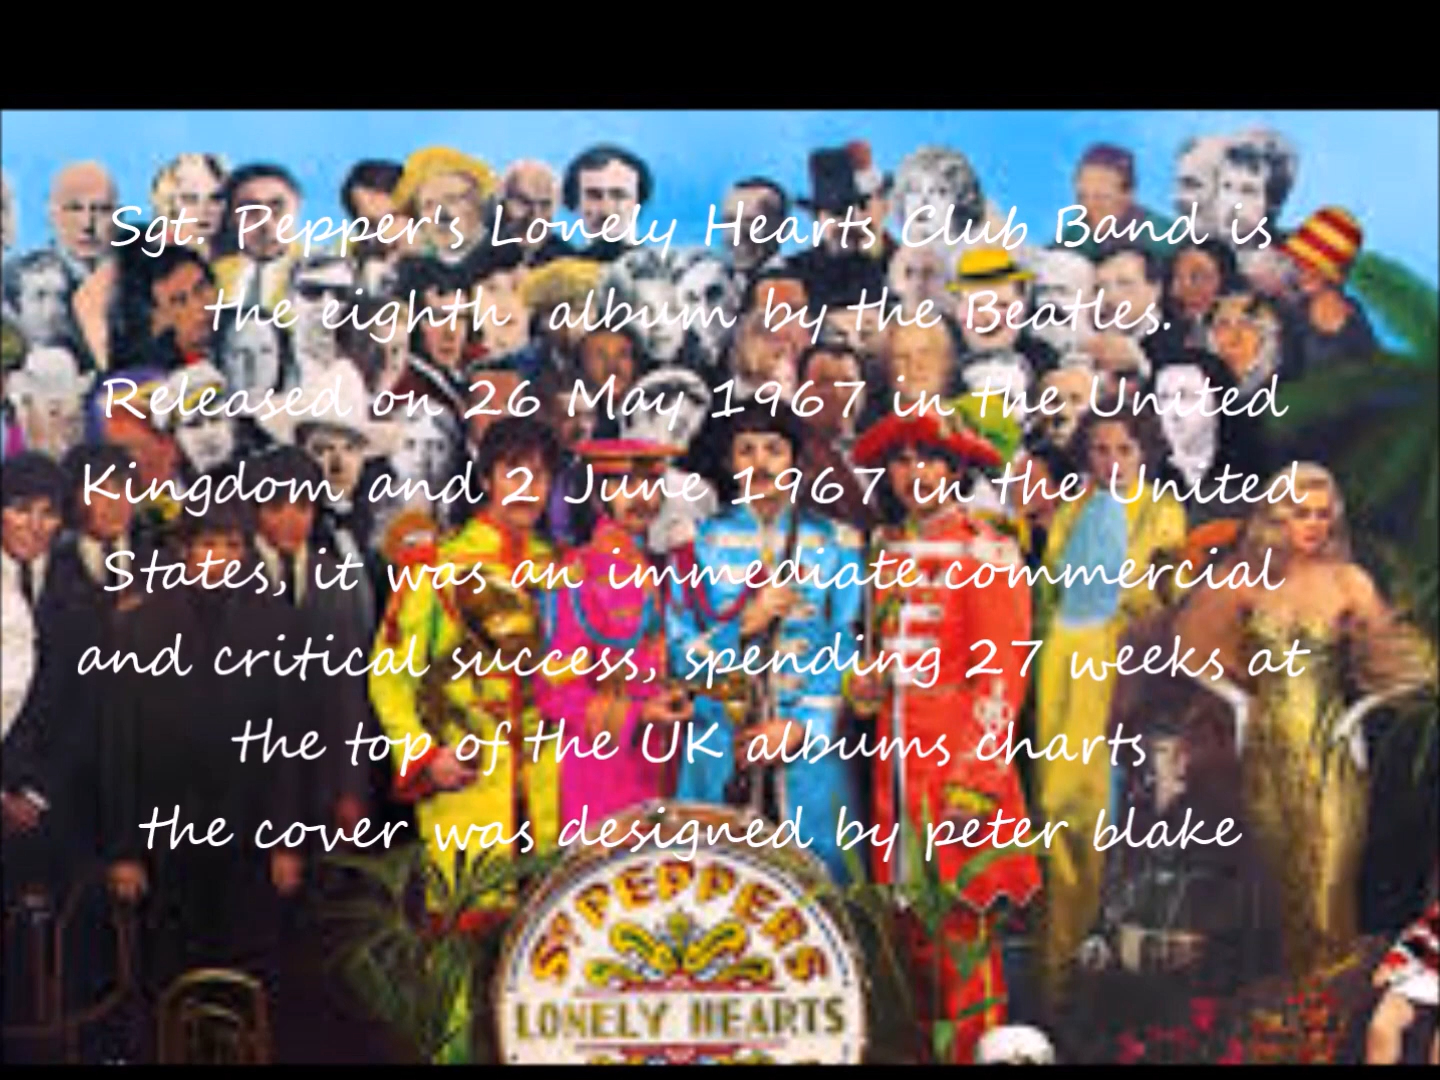 Sgt. Pepper's Lonely Hearts Club Band is
the eighth album by the Beatles.
Released on 26 May 1967 in the United
Kingdom and 2 June 1967 in the United
States, it was an immediate commercial
and critical success, spending 27 weeks at
the top of the UK albums charts
the cover was designed by peter blake
SGT PEPPERS
LONELY HEARTS